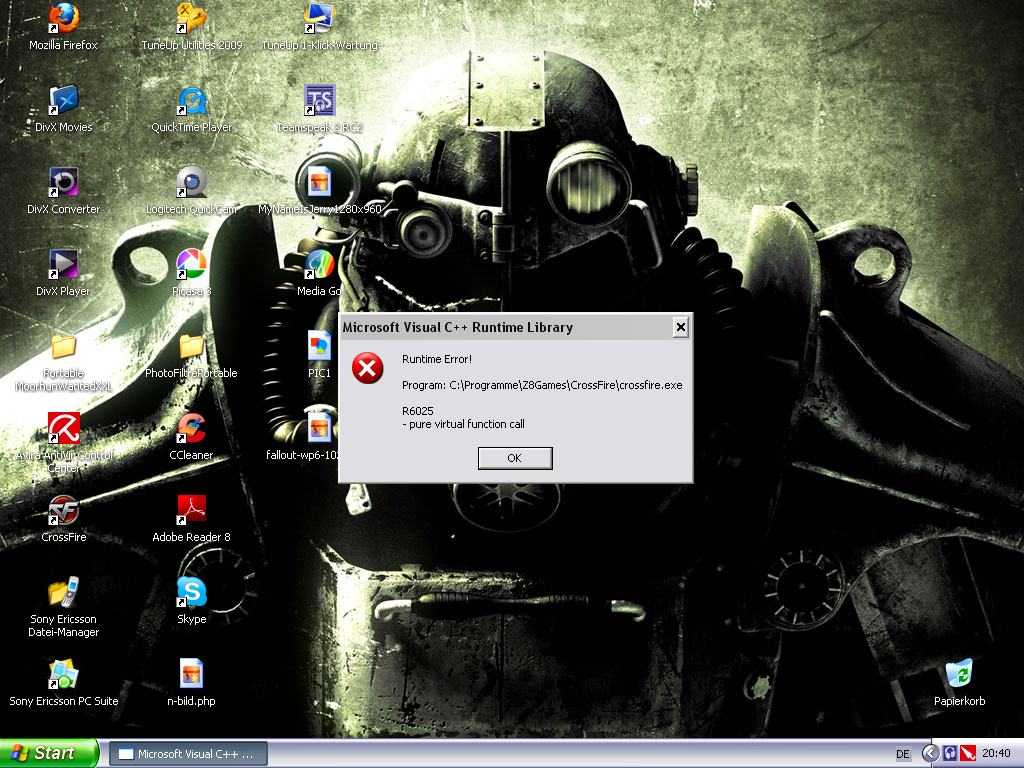 Mozilla Firefox
TuneUp Utilities 2009
TuneUp 1-Klick-Wartung
DivX Movies
QuickTime Player
TS
Teamspeak 2 RC2
DivX Converter
Logitech QuickCam
MyNameIsJerry1280x960
DivX Player
Picasa 3
Media Go
Portable
MoorhunWantedXXL
PhotoFiltrePortable
PIC1
Avira AntiVir Control
Center
CCleaner
fallout-wp6-102
CrossFire
Adobe Reader 8
Sony Ericsson
Datei-Manager
Skype
Sony Ericsson PC Suite
n-bild.php
Papierkorb
Microsoft Visual C++ Runtime Library
Runtime Error!
Program: C:\Programme\Z8Games\CrossFire\crossfire.exe
R6025
- pure virtual function call
OK
Start
Microsoft Visual C++ ...
DE
20:40